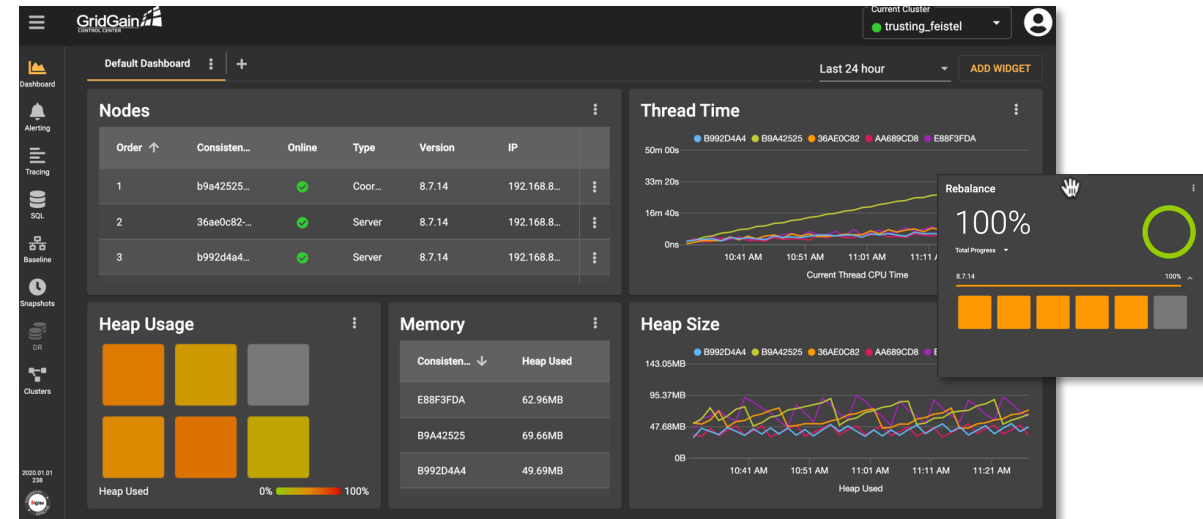 GridGain
CONTROL CENTER
Current Cluster
trusting_feistel
Default Dashboard
+
Last 24 hour
ADD WIDGET
Dashboard
Alerting
Tracing
SQL
Baseline
Snapshots
DR
Clusters
2020.01.01
238
Nodes
Order Consisten... Online Type Version IP
1 b9a42525... Coor... 8.7.14 192.168.8...
2 36ae0c82-... Server 8.7.14 192.168.8...
3 b992d4a4... Server 8.7.14 192.168.8...
Thread Time
B992D4A4 B9A42525 36AE0C82 AA689CD8 E88F3FDA
50m 00s
33m 20s
16m 40s
0ns
10:41 AM 10:51 AM 11:01 AM 11:11
Current Thread CPU Time
Rebalance
100%
Total Progress
8.7.14 100%
Heap Usage
Heap Used 0% 100%
Memory
Consisten... Heap Used
E88F3FDA 62.96MB
B9A42525 69.66MB
B992D4A4 49.69MB
Heap Size
B992D4A4 B9A42525 36AE0C82 AA689CD8
143.05MB
95.37MB
47.68MB
0B
10:41 AM 10:51 AM 11:01 AM 11:11 AM 11:21 AM
Heap Used